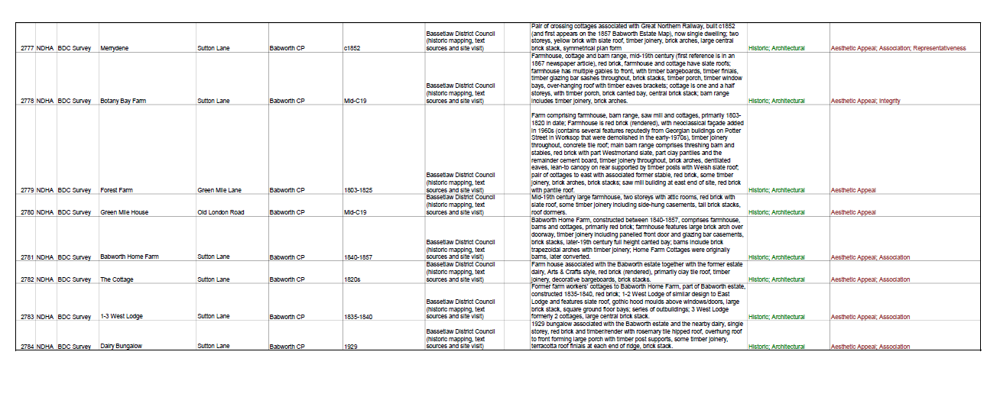 Pair of crossing cottages associated with Great Northern Railway, built c1852
Bassetlaw District Council (and first appears on the 1857 Babworth Estate Map), now single dwelling; two
(historic mapping, text storeys, yellow brick with slate roof, timber joinery, brick arches, large central
2777 NDHA BDC Survey Merrydene Sutton Lane Babworth CP c1852 sources and site visit) brick stack, symmetrical plan form Historic; Architectural Aesthetic Appeal; Association; Representativeness
Farmhouse, cottage and barn range, mid-19th century (first reference is in an
1867 newspaper article), red brick, farmhouse and cottage have slate roofs;
farmhouse has multiple gables to front, with timber bargeboards, timber finials,
timber glazing bar sashes throughout, brick stacks, timber porch, timber window
Bassetlaw District Council bays, over-hanging roof with timber eaves brackets; cottage is one and a half
(historic mapping, text storeys, with timber porch, brick canted bay, central brick stack; barn range
2778 NDHA BDC Survey Botany Bay Farm Sutton Lane Babworth CP Mid-C19 sources and site visit) includes timber joinery, brick arches. Historic; Architectural Aesthetic Appeal; Integrity
Farm comprising farmhouse, barn range, saw mill and cottages, primarily 1803-
1820 in date; Farmhouse is red brick (rendered), with neoclassical façade added
in 1960s (contains several features reputedly from Georgian buildings on Potter
Street in Worksop that were demolished in the early-1970s), timber joinery
throughout, concrete tile roof; main barn range comprises threshing barn and
stables, red brick with part Westmorland slate, part clay pantiles and the
remainder cement board, timber joinery throughout, brick arches, dentilated
eaves, lean-to canopy on rear supported by timber posts with Welsh slate roof;
Bassetlaw District Council pair of cottages to east with associated former stable, red brick, some timber
(historic mapping, text joinery, brick arches, brick stacks; saw mill building at east end of site, red brick
2779 NDHA BDC Survey Forest Farm Green Mile Lane Babworth CP 1803-1825 sources and site visit) with pantile roof. Historic; Architectural Aesthetic Appeal
Bassetlaw District Council Mid-19th century large farmhouse, two storeys with attic rooms, red brick with
(historic mapping, text slate roof, some timber joinery including side-hung casements, tall brick stacks,
2780 NDHA BDC Survey Green Mile House Old London Road Babworth CP Mid-C19 sources and site visit) roof dormers. Historic; Architectural Aesthetic Appeal
Babworth Home Farm, constructed between 1840-1857, comprises farmhouse,
barns and cottages, primarily red brick; farmhouse features large brick arch over
doorway, timber joinery including panelled front door and glazing bar casements,
Bassetlaw District Council brick stacks, later-19th century full height canted bay; barns include brick
(historic mapping, text trapezoidal arches with timber joinery; Home Farm Cottages were originally
2781 NDHA BDC Survey Babworth Home Farm Sutton Lane Babworth CP 1840-1857 sources and site visit) barns, later converted. Historic; Architectural Aesthetic Appeal; Association
Bassetlaw District Council Farm house associated with the Babworth estate together with the former estate
(historic mapping, text dairy, Arts & Crafts style, red brick (rendered), primarily clay tile roof, timber
2782 NDHA BDC Survey The Cottage Sutton Lane Babworth CP 1820s sources and site visit) joinery, decorative bargeboards, brick stacks. Historic; Architectural Aesthetic Appeal; Association
Former farm workers' cottages to Babworth Home Farm, part of Babworth estate,
constructed 1835-1840, red brick; 1-2 West Lodge of similar design to East
Bassetlaw District Council Lodge and features slate roof, gothic hood moulds above windows/doors, large
(historic mapping, text brick stack, square ground floor bays; series of outbuildings; 3 West Lodge
2783 NDHA BDC Survey 1-3 West Lodge Sutton Lane Babworth CP 1835-1840 sources and site visit) formerly 2 cottages, large central brick stack. Historic; Architectural Aesthetic Appeal; Association
1929 bungalow associated with the Babworth estate and the nearby dairy, single
Bassetlaw District Council storey, red brick and timber/render with rosemary tile hipped roof, overhung roof
(historic mapping, text to front forming large porch with timber post supports, some timber joinery,
2784 NDHA BDC Survey Dairy Bungalow Sutton Lane Babworth CP 1929 sources and site visit) terracotta roof finials at each end of ridge, brick stack. Historic; Architectural Aesthetic Appeal; Association